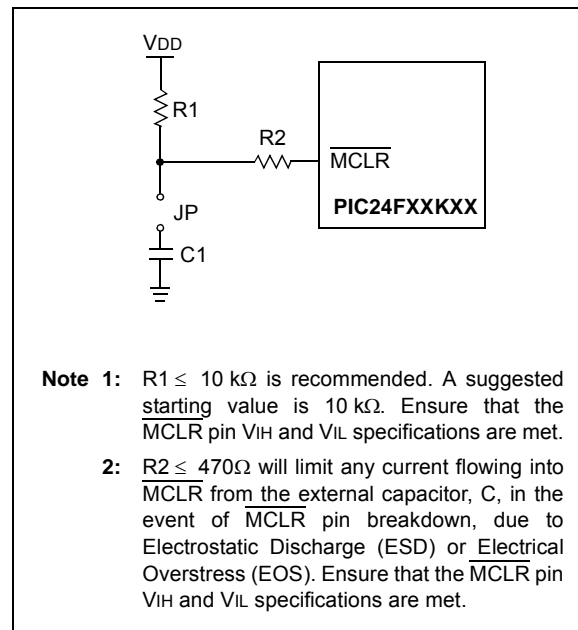 VDD
R1
R2
MCLR
PIC24FXXKXX
JP
C1
Note 1: R1 ≤ 10 kΩ is recommended. A suggested
starting value is 10 kΩ. Ensure that the
MCLR pin VIH and VIL specifications are met.
2: R2 ≤ 470Ω will limit any current flowing into
MCLR from the external capacitor, C, in the
event of MCLR pin breakdown, due to
Electrostatic Discharge (ESD) or Electrical
Overstress (EOS). Ensure that the MCLR pin
VIH and VIL specifications are met.